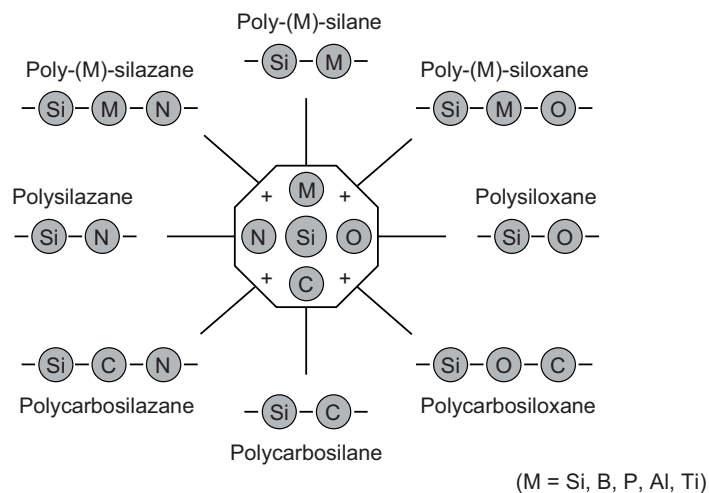 Poly-(M)-silane
Si M
Poly-(M)-silazane
Si M N
Poly-(M)-siloxane
Si M O
Polysilazane
Si N
Polysiloxane
Si O
+ M +
N Si O
+ C +
Si C N
Polycarbosilazane
Si C
Polycarbosilane
Si O C
Polycarbosiloxane
(M = Si, B, P, Al, Ti)